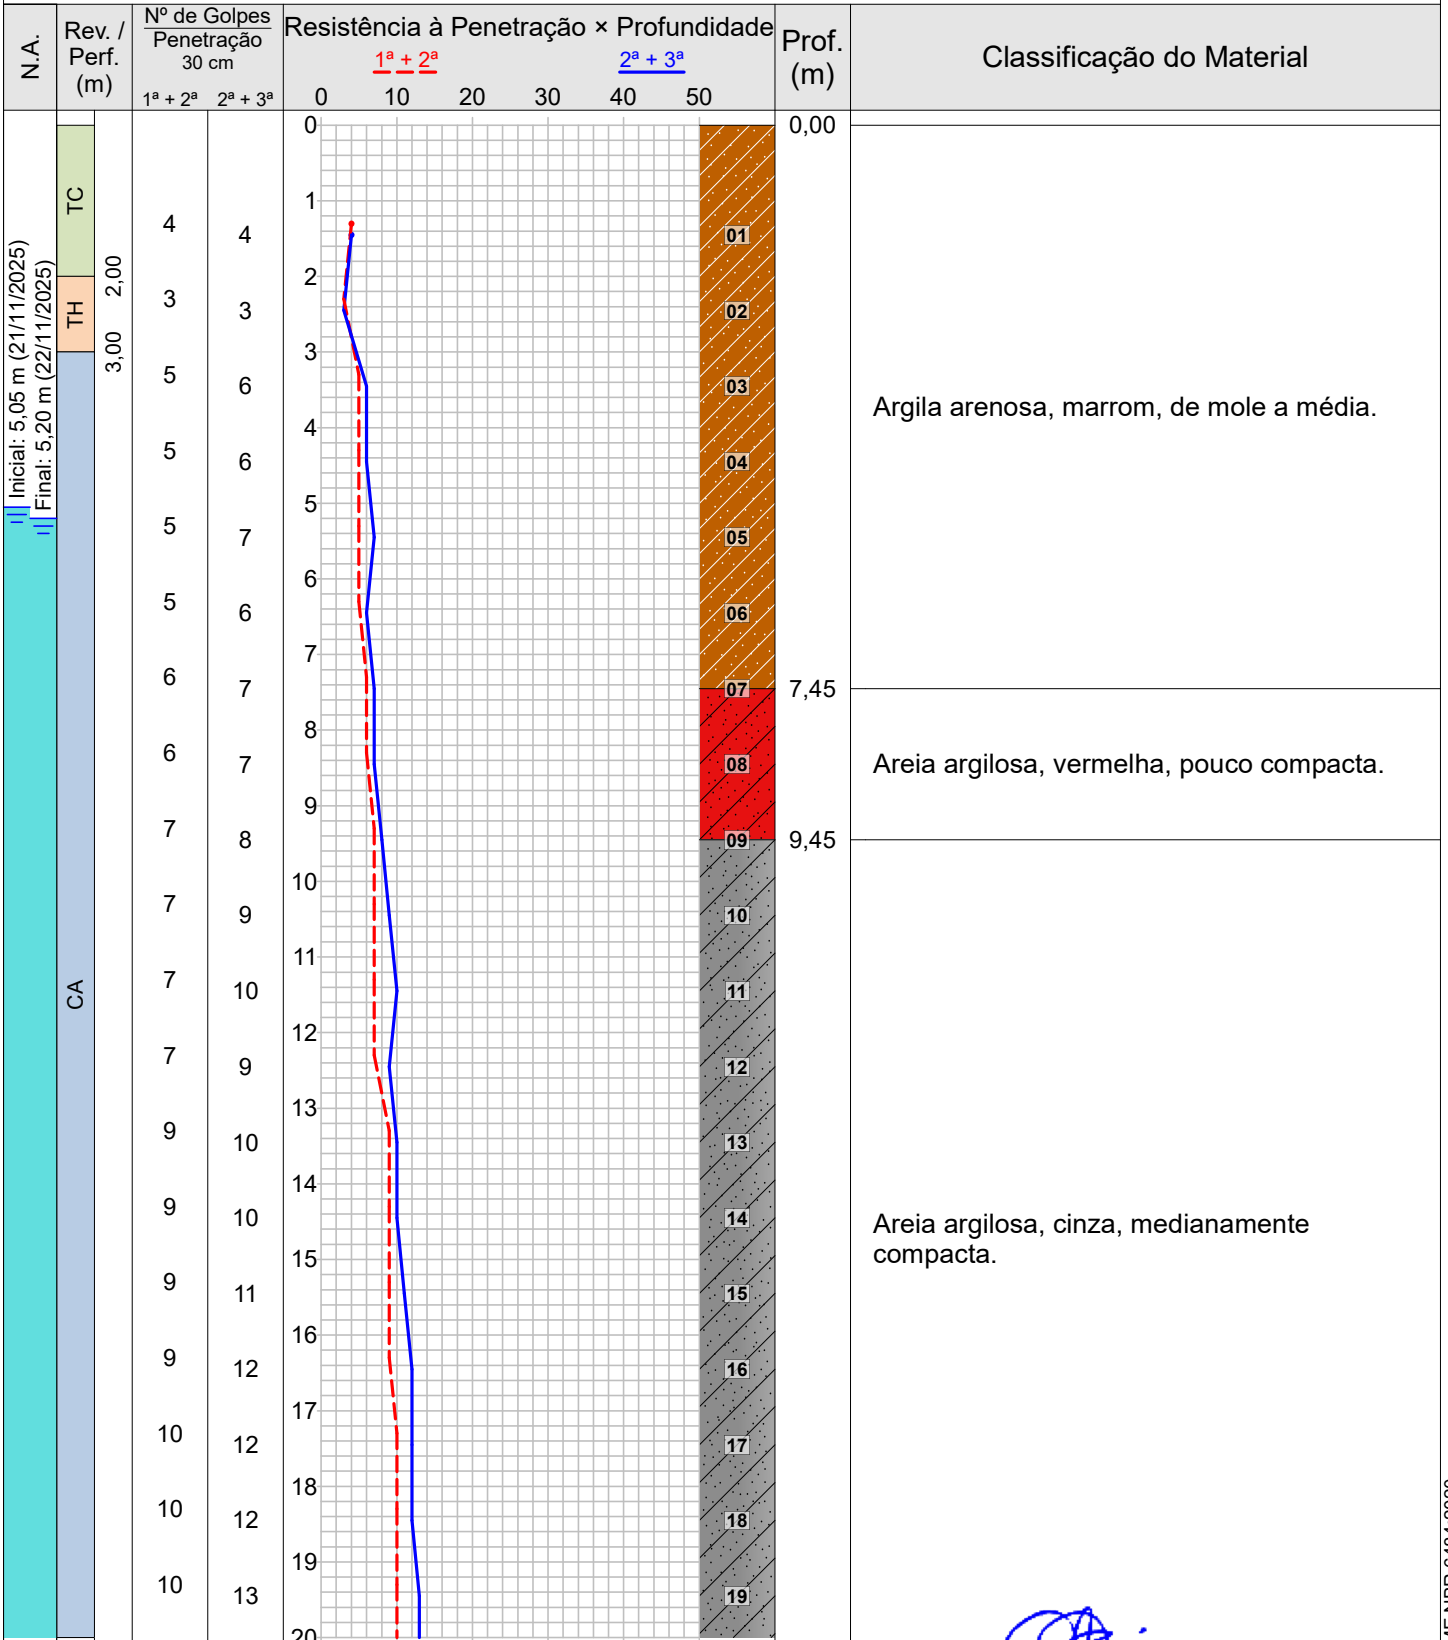 N.A.
Rev. / Perf. (m)
Nº de Golpes
Penetração
30 cm
1ª + 2ª 2ª + 3ª
Resistência à Penetração × Profundidade
1ª + 2ª 2ª + 3ª
0 10 20 30 40 50
Prof. (m)
Classificação do Material
Inicial: 5,05 m (21/11/2025)
Final: 5,20 m (22/11/2025)
TC
2,00
TH
3,00
CA
0 0,00
1
4 4 01
2
3 3 02
3
5 6 03
Argila arenosa, marrom, de mole a média.
4
5 6 04
5
5 7 05
6
5 6 06
7
6 7 07 7,45
8
6 7 08
Areia argilosa, vermelha, pouco compacta.
9
7 8 09 9,45
10
7 9 10
11
7 10 11
12
7 9 12
13
9 10 13
14
9 10 14
Areia argilosa, cinza, medianamente
compacta.
15
9 11 15
16
9 12 16
17
10 12 17
18
10 12 18
19
10 13 19
20